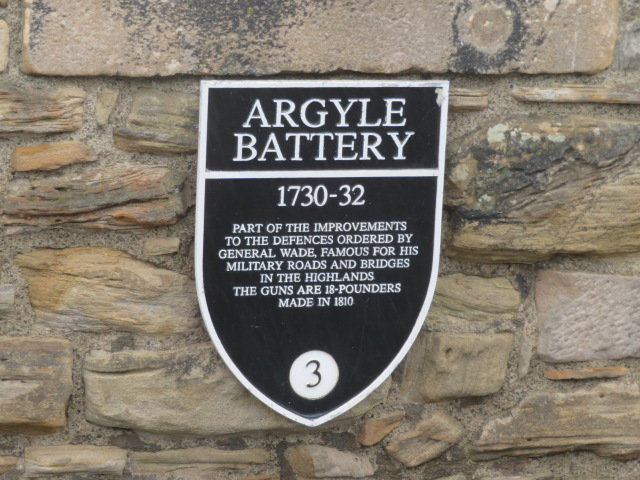 ARGYLE
BATTERY
1730-32
PART OF THE IMPROVEMENTS
TO THE DEFENCES ORDERED BY
GENERAL WADE, FAMOUS FOR HIS
MILITARY ROADS AND BRIDGES
IN THE HIGHLANDS
THE GUNS ARE 18-POUNDERS
MADE IN 1810
3